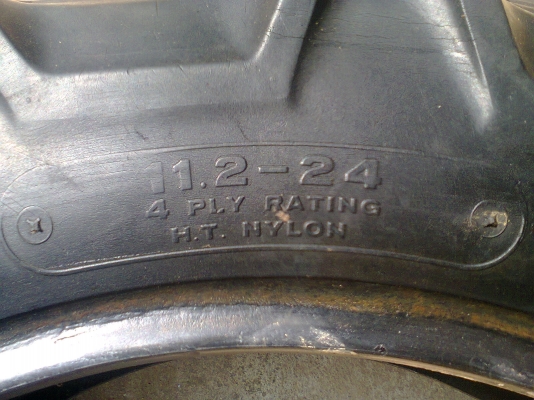 11.2-24
4 PLY RATING
H.T. NYLON